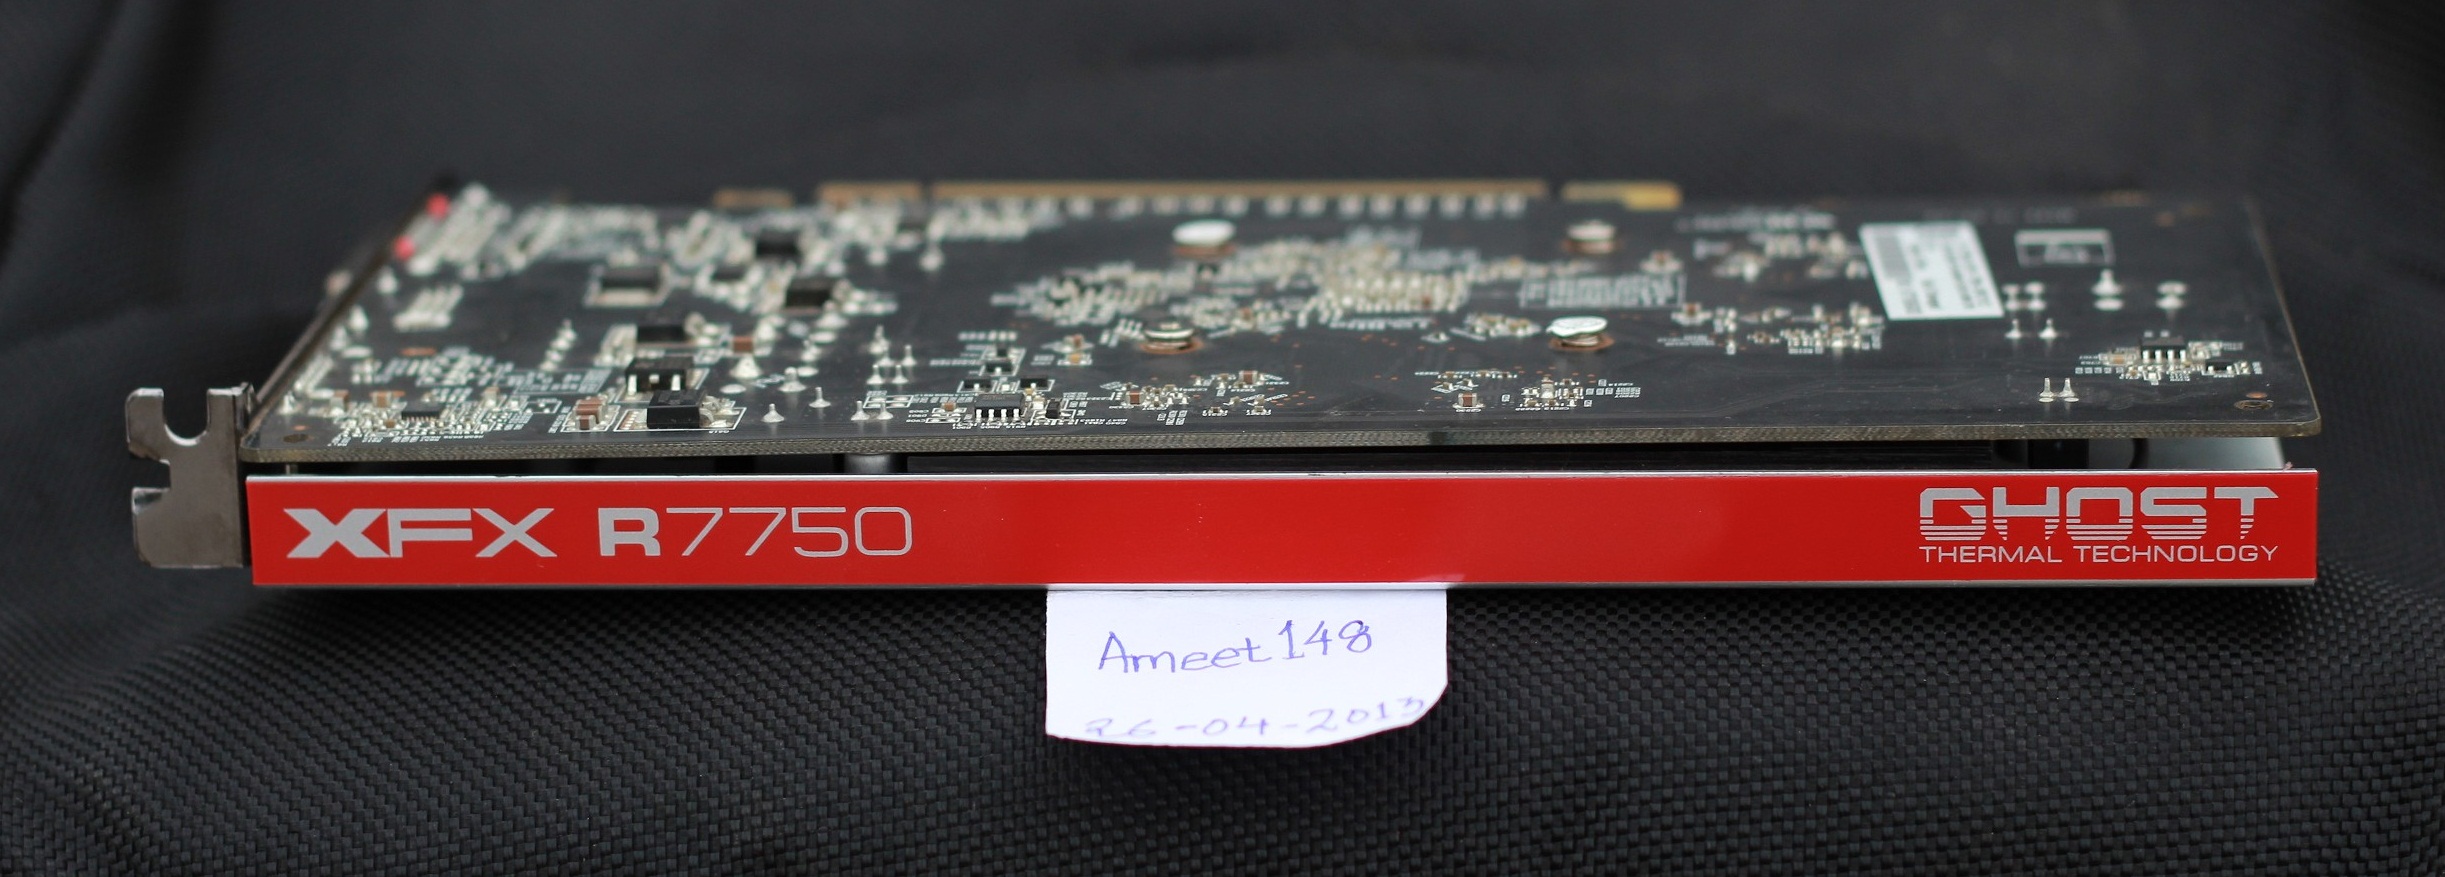 XFX R7750
GHOST
THERMAL TECHNOLOGY
Ameet148
26-04-2013